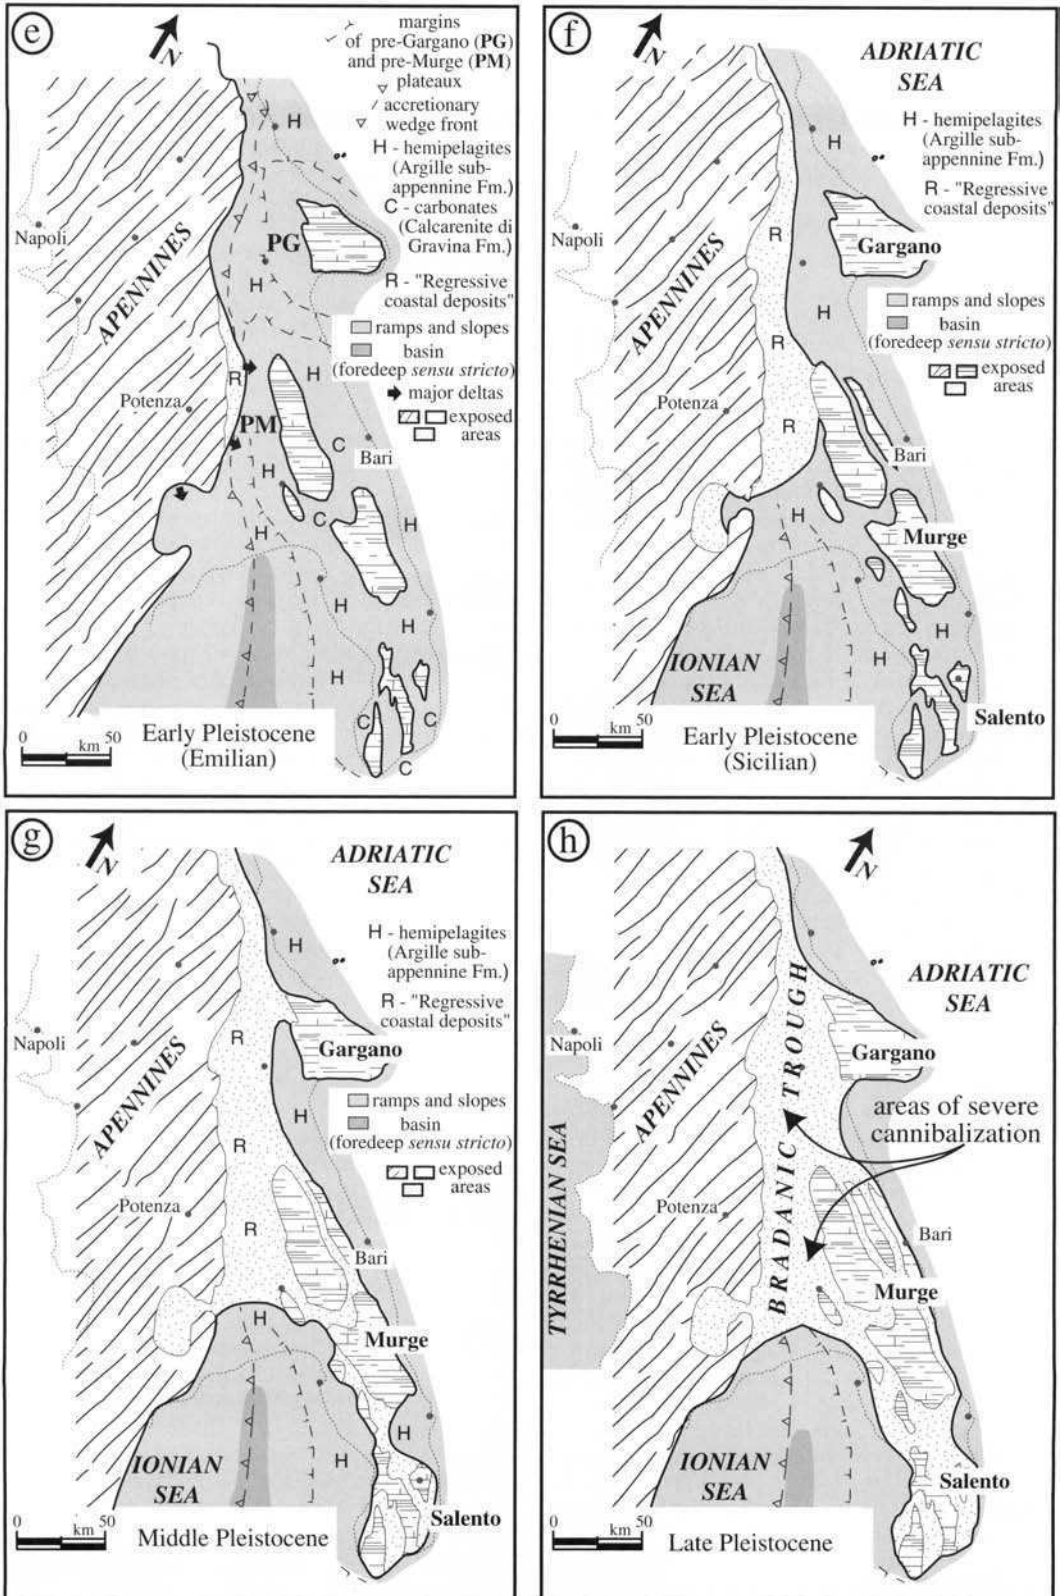 e
N
margins
of pre-Gargano (PG)
and pre-Murge (PM)
plateaux
accretionary
wedge front
H - hemipelagites
(Argille sub-
appennine Fm.)
C - carbonates
(Calcarenite di
Gravina Fm.)
R - "Regressive
coastal deposits"
ramps and slopes
basin
(foredeep sensu stricto)
major deltas
exposed
areas
H
Napoli
APENNINES
PG
H
R
H
Potenza
PM
C
Bari
H
C
H
H
H
H
H
C
C
C
0 50
km
Early Pleistocene
(Emilian)
f
N
ADRIATIC
SEA
H - hemipelagites
(Argille sub-
appennine Fm.)
R - "Regressive
coastal deposits"
H
Napoli
APENNINES
R
Gargano
ramps and slopes
basin
(foredeep sensu stricto)
exposed
areas
H
R
Potenza
R
Bari
H
Murge
H
H
IONIAN
SEA
Salento
0 50
km
Early Pleistocene
(Sicilian)
g
N
ADRIATIC
SEA
H - hemipelagites
(Argille sub-
appennine Fm.)
R - "Regressive
coastal deposits"
H
Napoli
APENNINES
R
Gargano
ramps and slopes
basin
(foredeep sensu stricto)
exposed
areas
H
R
Potenza
R
Bari
H
Murge
H
H
IONIAN
SEA
Salento
0 50
km
Middle Pleistocene
h
N
ADRIATIC
SEA
Napoli
APENNINES
BRADANIC TROUGH
Gargano
areas of severe
cannibalization
TYRRHENIAN SEA
Potenza
Bari
Murge
IONIAN
SEA
Salento
0 50
km
Late Pleistocene